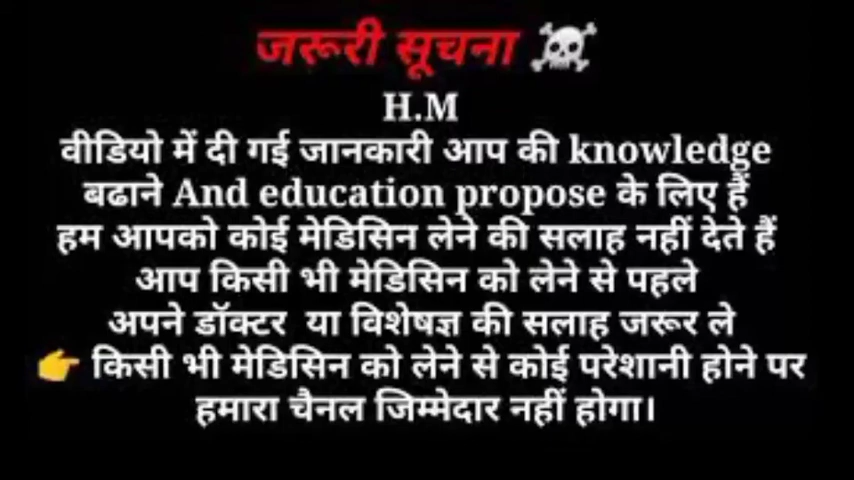 जरूरी सूचना ☠️
H.M
वीडियो में दी गई जानकारी आप की knowledge
बढाने And education propose के लिए हैं
हम आपको कोई मेडिसिन लेने की सलाह नहीं देते हैं
आप किसी भी मेडिसिन को लेने से पहले
अपने डॉक्टर या विशेषज्ञ की सलाह जरूर ले
👉 किसी भी मेडिसिन को लेने से कोई परेशानी होने पर
हमारा चैनल जिम्मेदार नहीं होगा।